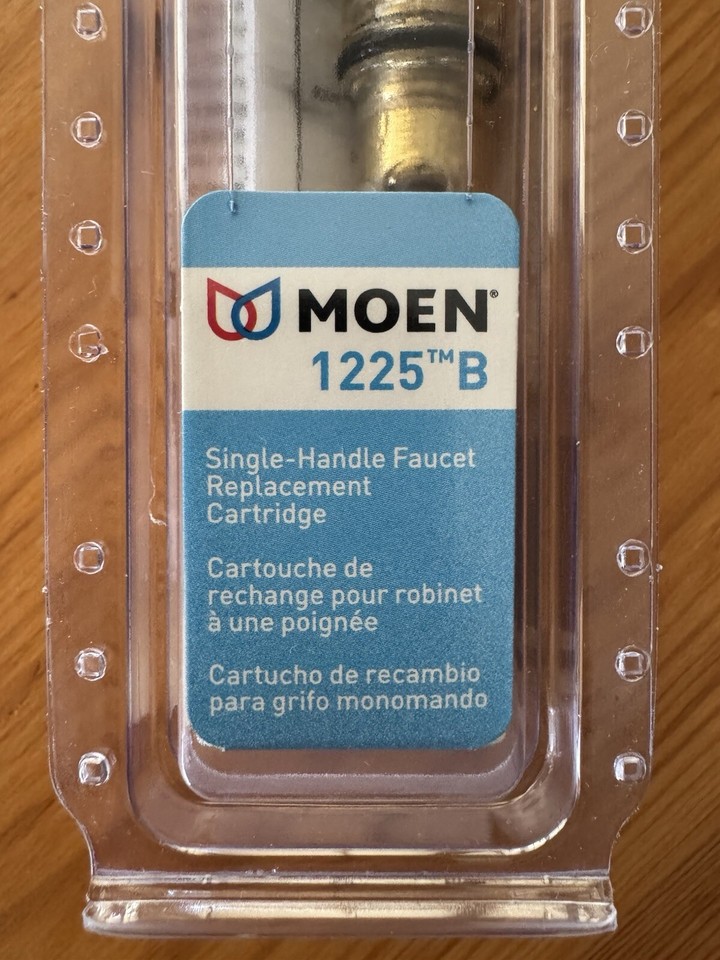 MOEN®
1225™B
Single-Handle Faucet
Replacement
Cartridge
Cartouche de
rechange pour robinet
à une poignée
Cartucho de recambio
para grifo monomando